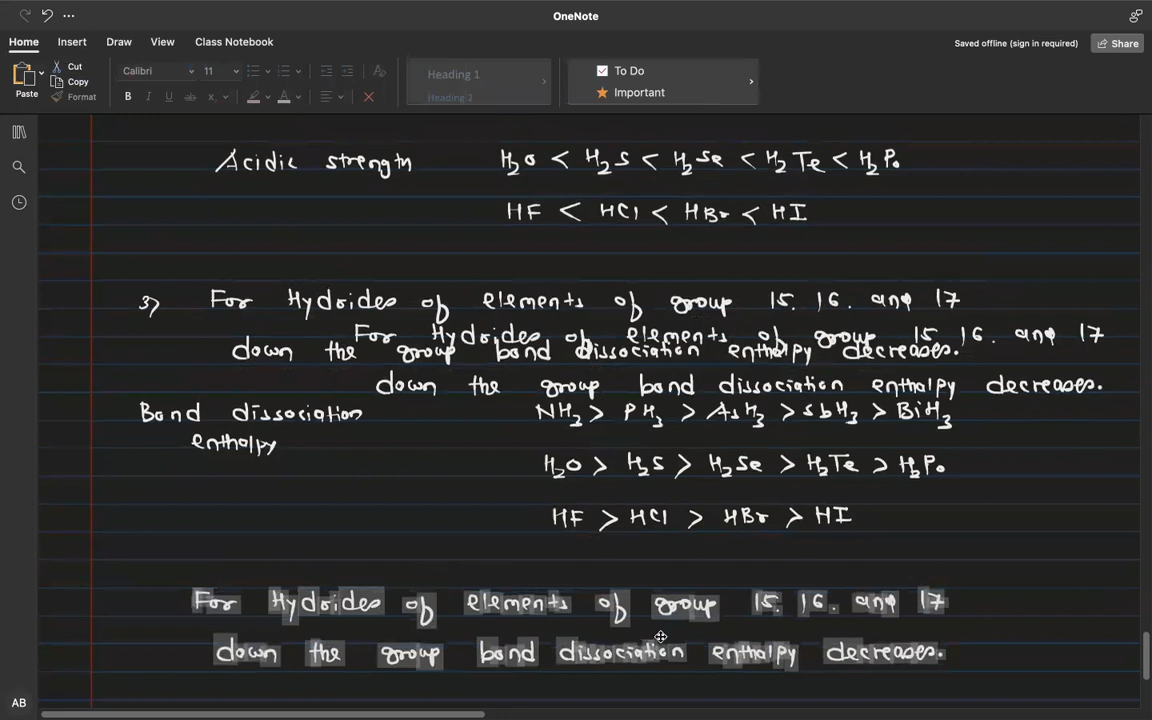 OneNote
Home Insert Draw View Class Notebook
Saved offline (sign in required) Share
Paste Cut Copy Format
Calibri 11
B I U ab
Heading 1
Heading 2
To Do
Important
Acidic strength H₂O < H₂S < H₂Se < H₂Te < H₂Po
HF < HCl < HBr < HI
3) For Hydrides of elements of group 15. 16. and 17
For Hydrides of elements of group 15. 16. and 17
down the group bond dissociation enthalpy decreases.
down the group bond dissociation enthalpy decreases.
Bond dissociation NH₃ > PH₃ > AsH₃ > SbH₃ > BiH₃
enthalpy
H₂O > H₂S > H₂Se > H₂Te > H₂Po
HF > HCl > HBr > HI
For Hydrides of elements of group 15. 16. and 17
down the group bond dissociation enthalpy decreases.
AB